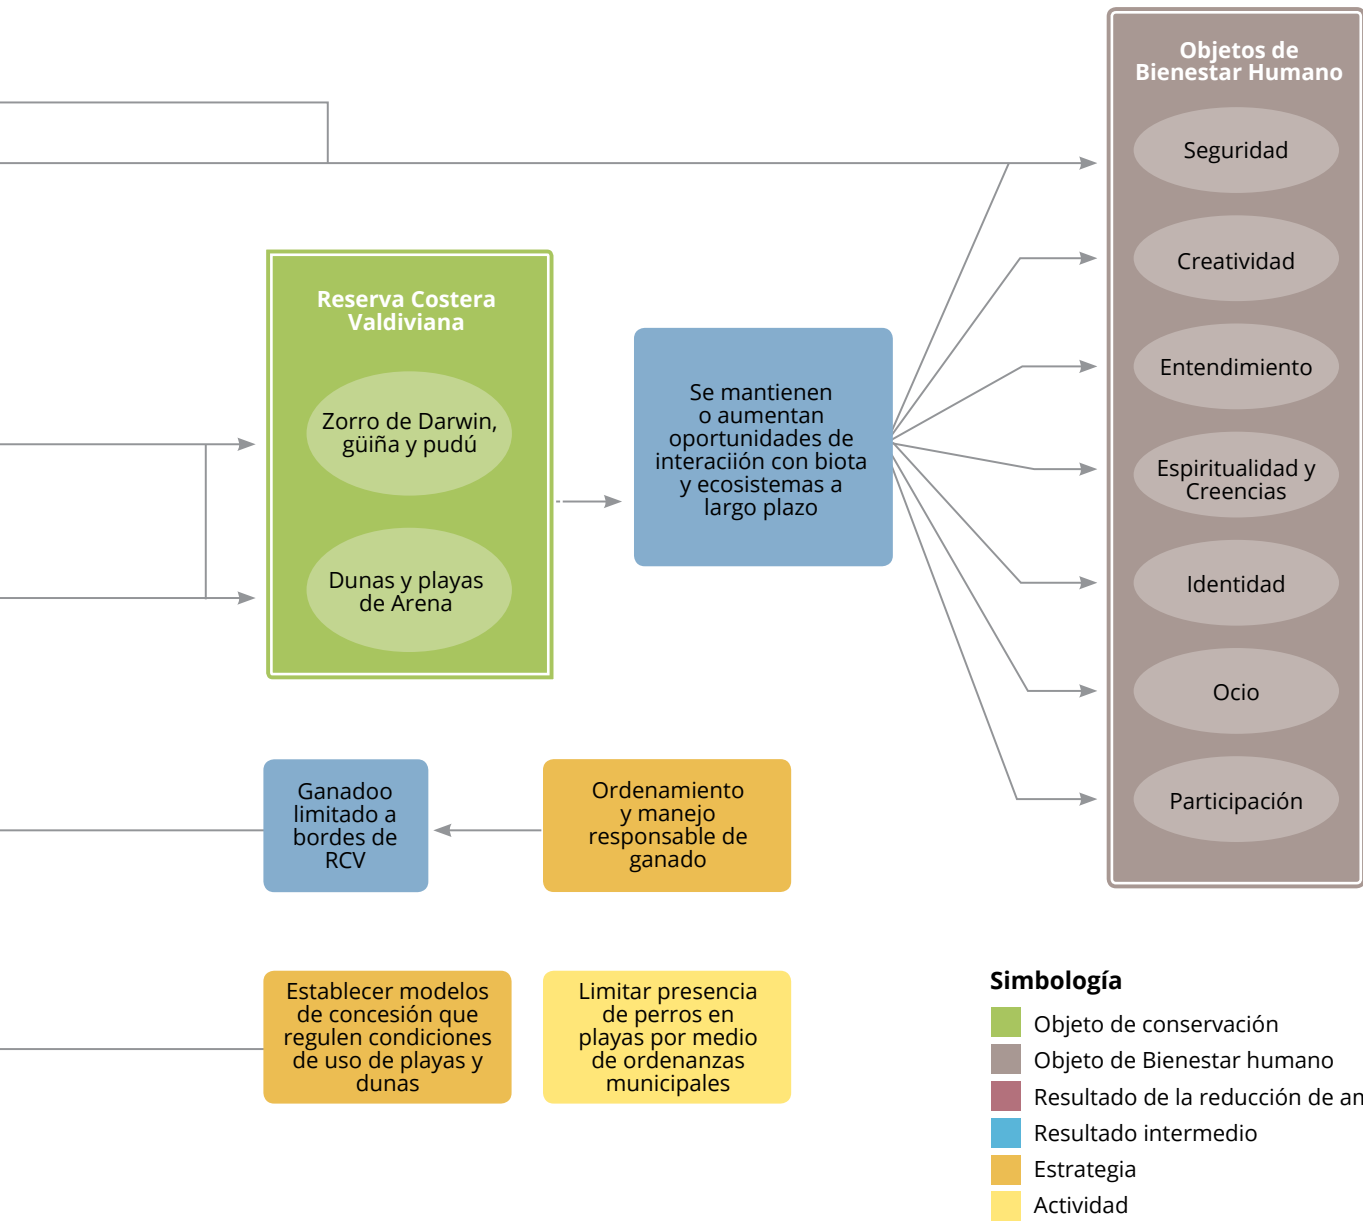 Objetos de
Bienestar Humano
Seguridad
Creatividad
Entendimiento
Espiritualidad y
Creencias
Identidad
Ocio
Participación
Reserva Costera
Valdiviana
Zorro de Darwin,
güiña y pudú
Dunas y playas
de Arena
Se mantienen
o aumentan
oportunidades de
interaciión con biota
y ecosistemas a
largo plazo
Ganadoo
limitado a
bordes de
RCV
Ordenamiento
y manejo
responsable de
ganado
Establecer modelos
de concesión que
regulen condiciones
de uso de playas y
dunas
Limitar presencia
de perros en
playas por medio
de ordenanzas
municipales
Simbología
Objeto de conservación
Objeto de Bienestar humano
Resultado de la reducción de
Resultado intermedio
Estrategia
Actividad